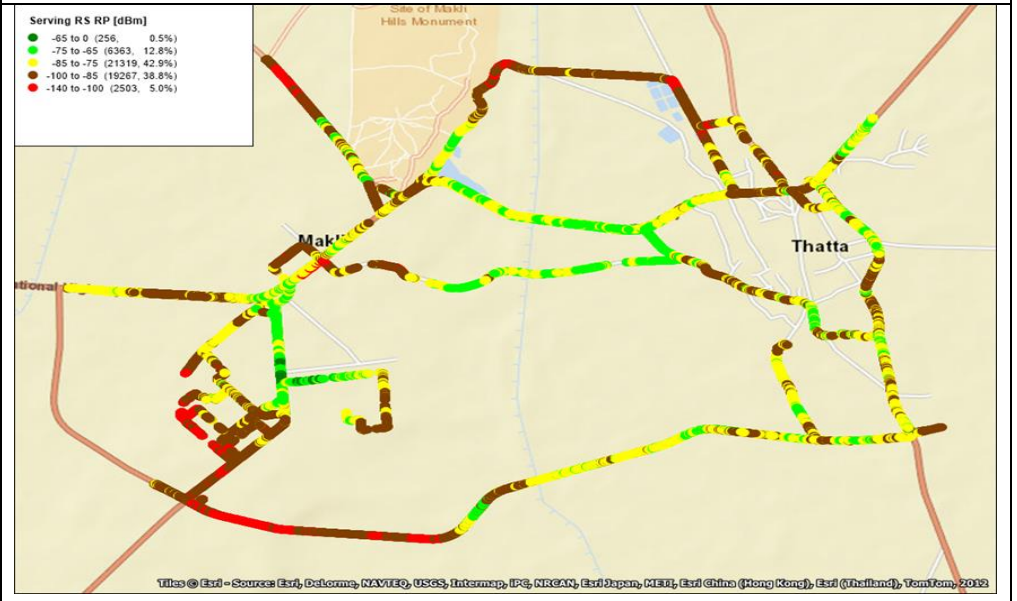 Site of Makli
Hills Monument
Serving RS RP [dBm]
-65 to 0 (256, 0.5%)
-75 to -65 (6363, 12.8%)
-85 to -75 (21319, 42.9%)
-100 to -85 (19267, 38.8%)
-140 to -100 (2503, 5.0%)
Makli
Thatta
Tiles © Esri - Source: Esri, DeLorme, NAVTEQ, USGS, Intermap, iPC, NRCAN, Esri Japan, METI, Esri China (Hong Kong), Esri (Thailand), TomTom, 2012